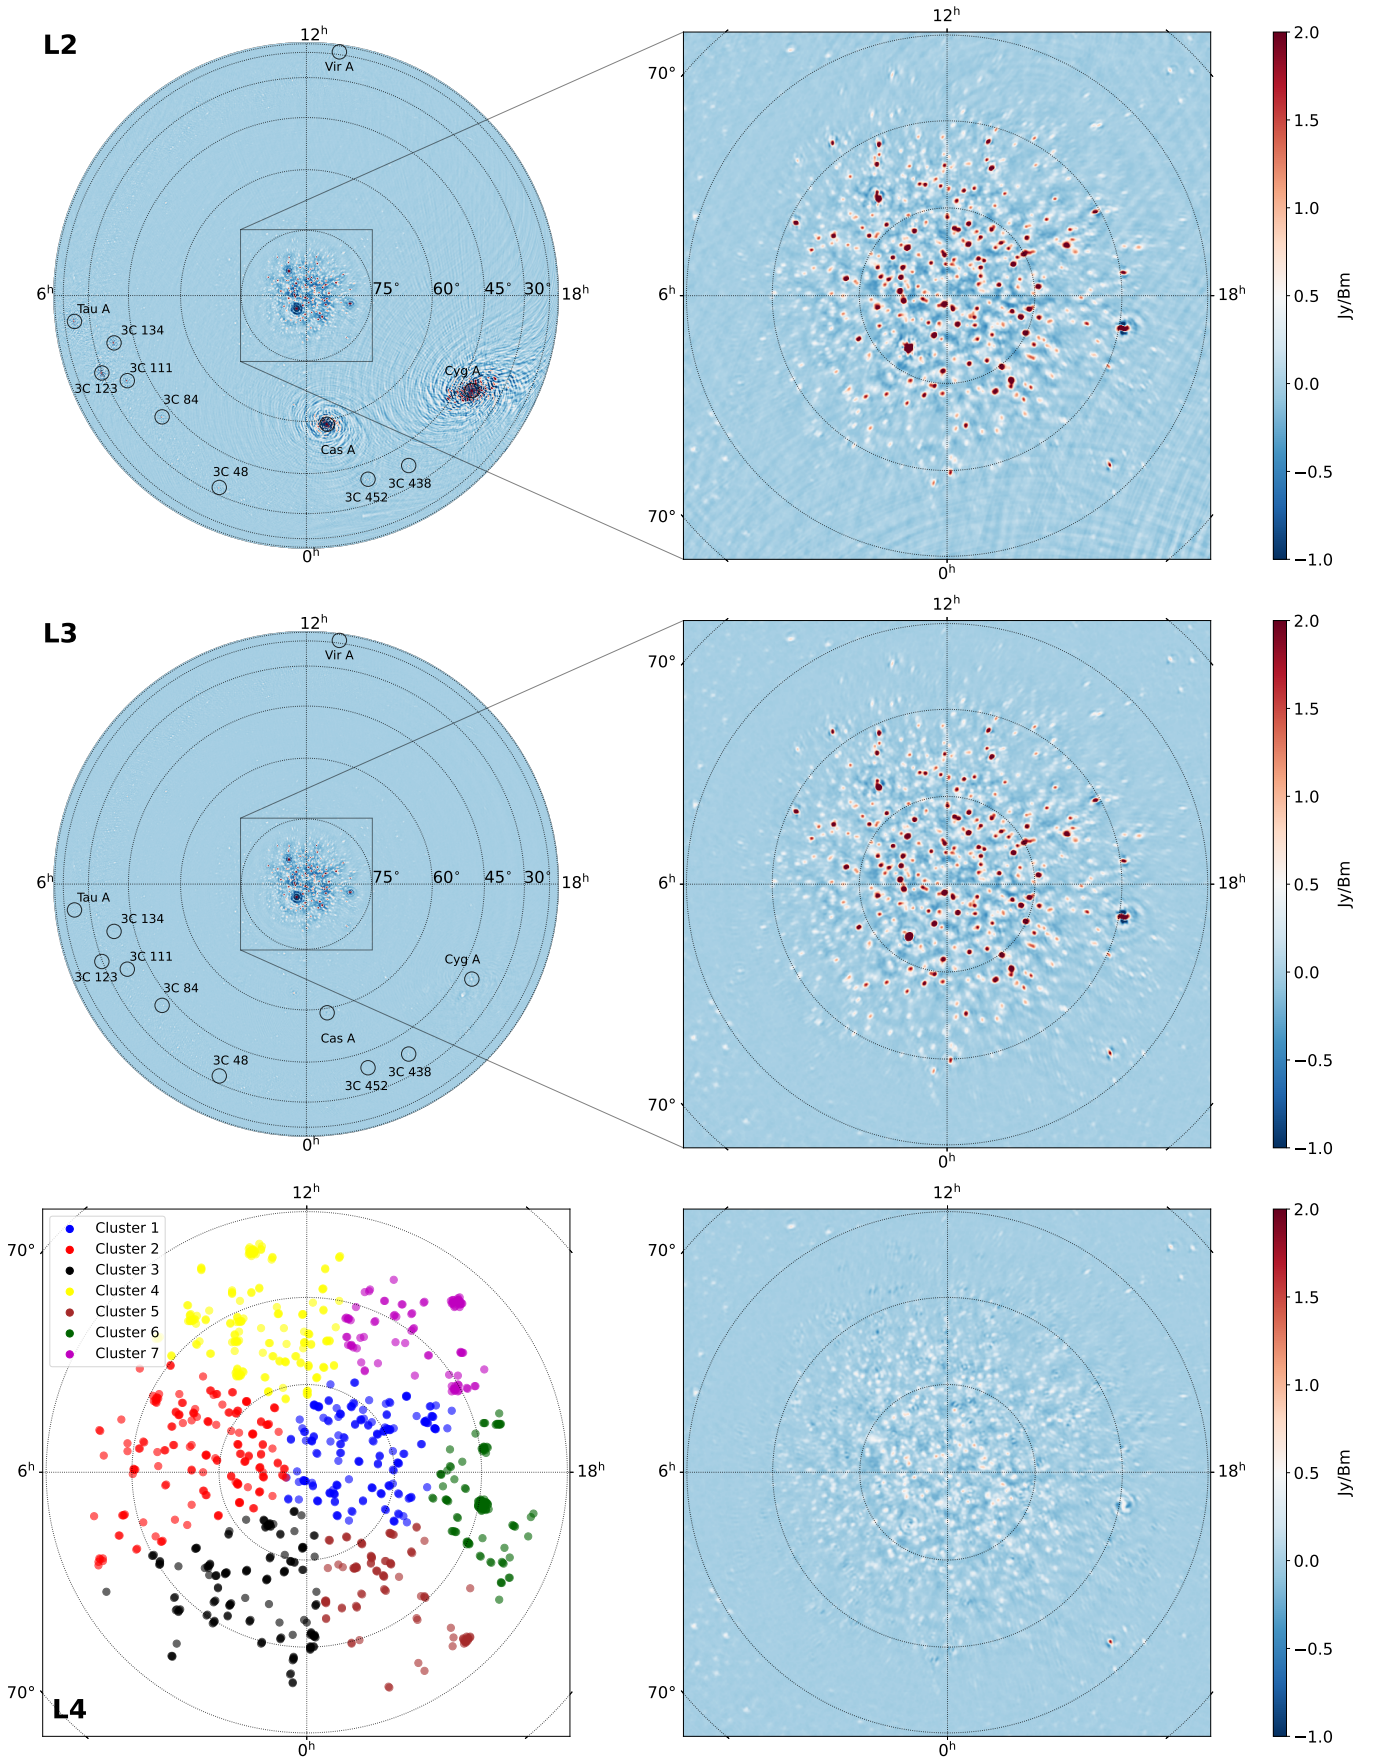 L2
12h
Vir A
6h
75°
60°
45°
30°
18h
Tau A
3C 134
3C 111
3C 123
3C 84
Cyg A
Cas A
3C 48
3C 452
3C 438
0h
12h
70°
6h
18h
70°
0h
2.0
1.5
1.0
0.5
0.0
−0.5
−1.0
Jy/Bm
L3
12h
Vir A
6h
75°
60°
45°
30°
18h
Tau A
3C 134
3C 111
3C 123
3C 84
Cyg A
Cas A
3C 48
3C 452
3C 438
0h
12h
70°
6h
18h
70°
0h
2.0
1.5
1.0
0.5
0.0
−0.5
−1.0
Jy/Bm
12h
70°
Cluster 1
Cluster 2
Cluster 3
Cluster 4
Cluster 5
Cluster 6
Cluster 7
6h
18h
70°
L4
0h
12h
70°
6h
18h
70°
0h
2.0
1.5
1.0
0.5
0.0
−0.5
−1.0
Jy/Bm